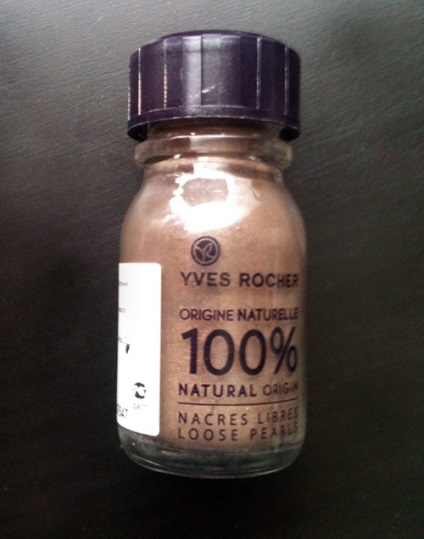 YVES ROCHER
ORIGINE NATURELLE
100%
NATURAL ORIGIN
NACRES LIBRES
LOOSE PEARLS